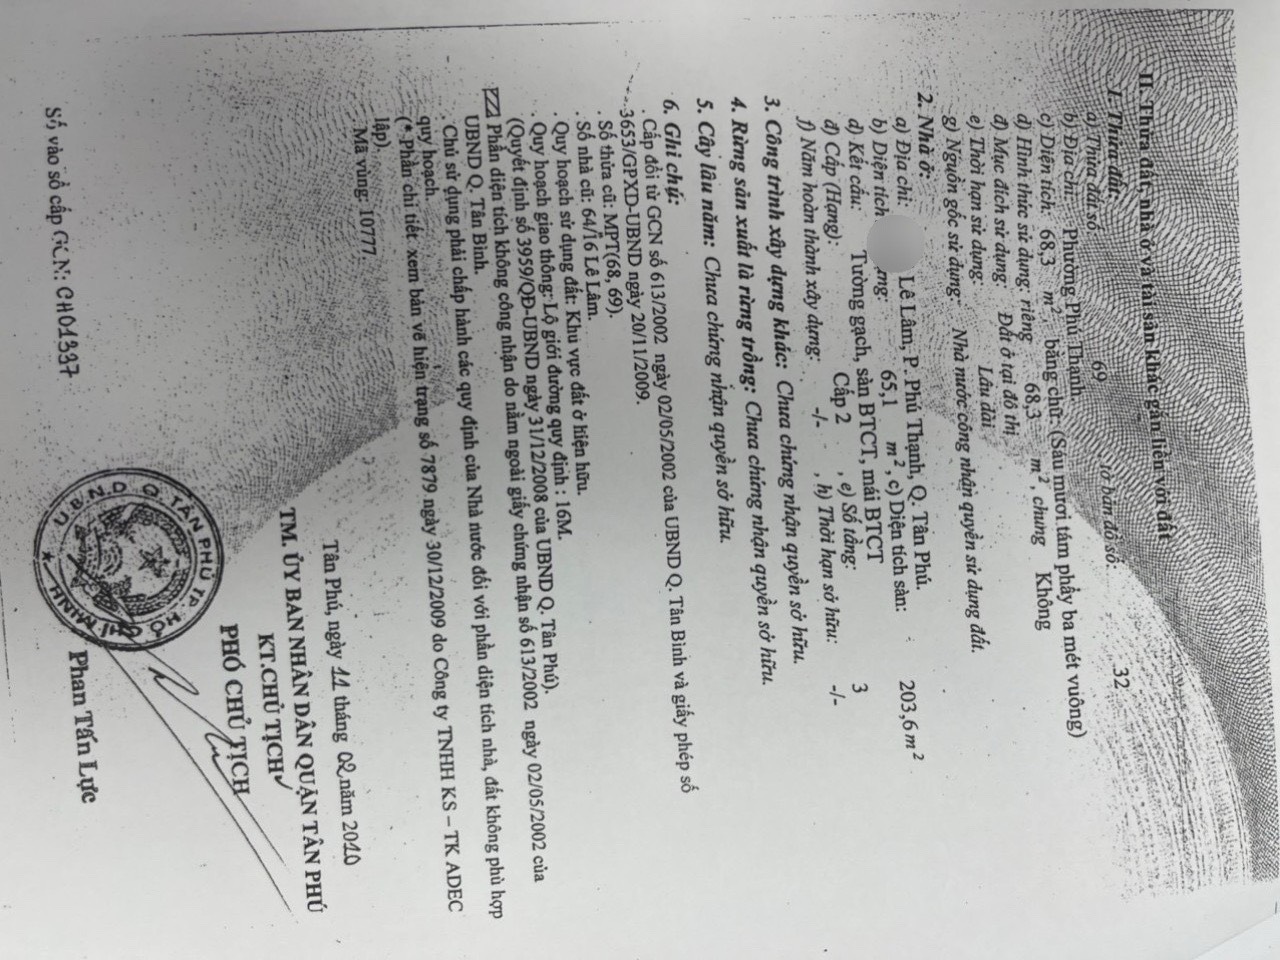 II. Thửa đất, nhà ở và tài sản khác gắn liền với đất
1. Thửa đất:
a) Thửa đất số 69 , tờ bản đồ số: 32
b) Địa chỉ: Phường Phú Thạnh.
c) Diện tích: 68,3 m², bằng chữ: (Sáu mươi tám phẩy ba mét vuông)
d) Hình thức sử dụng: riêng 68,3 m², chung Không
đ) Mục đích sử dụng: Đất ở tại đô thị
e) Thời hạn sử dụng: Lâu dài
g) Nguồn gốc sử dụng: Nhà nước công nhận quyền sử dụng đất.
2. Nhà ở:
a) Địa chỉ: Lê Lâm, P. Phú Thạnh, Q. Tân Phú.
b) Diện tích ựng: 65,1 m², c) Diện tích sàn: 203,6 m²
d) Kết cấu: Tường gạch, sàn BTCT, mái BTCT
đ) Cấp (Hạng): Cấp 2 , e) Số tầng: 3
f) Năm hoàn thành xây dựng: -/- , h) Thời hạn sở hữu: -/-
3. Công trình xây dựng khác: Chưa chứng nhận quyền sở hữu.
4. Rừng sản xuất là rừng trồng: Chưa chứng nhận quyền sở hữu.
5. Cây lâu năm: Chưa chứng nhận quyền sở hữu.
6. Ghi chú:
. Cấp đổi từ GCN số 613/2002 ngày 02/05/2002 của UBND Q. Tân Bình và giấy phép số
3653/GPXD-UBND ngày 20/11/2009.
. Số thửa cũ: MPT(68, 69).
. Số nhà cũ: 64/16 Lê Lâm.
. Quy hoạch sử dụng đất: Khu vực đất ở hiện hữu.
. Quy hoạch giao thông: Lộ giới đường quy định : 16M.
(Quyết định số 3959/QĐ-UBND ngày 31/12/2008 của UBND Q. Tân Phú).
Phần diện tích không công nhận do nằm ngoài giấy chứng nhận số 613/2002 ngày 02/05/2002 của
UBND Q. Tân Bình.
. Chủ sử dụng phải chấp hành các quy định của Nhà nước đối với phần diện tích nhà, đất không phù hợp
quy hoạch.
(*.Phần chi tiết xem bản vẽ hiện trạng số 7879 ngày 30/12/2009 do Công ty TNHH KS – TK ADEC
lập).
. Mã vùng: 10777.
Tân Phú, ngày 11 tháng 02 năm 2010
TM. ỦY BAN NHÂN DÂN QUẬN TÂN PHÚ
KT.CHỦ TỊCH
PHÓ CHỦ TỊCH
U.B.N.D Q. TÂN PHÚ TP. HỒ CHÍ MINH
Phan Tấn Lực
Số vào sổ cấp GCN: CH01337